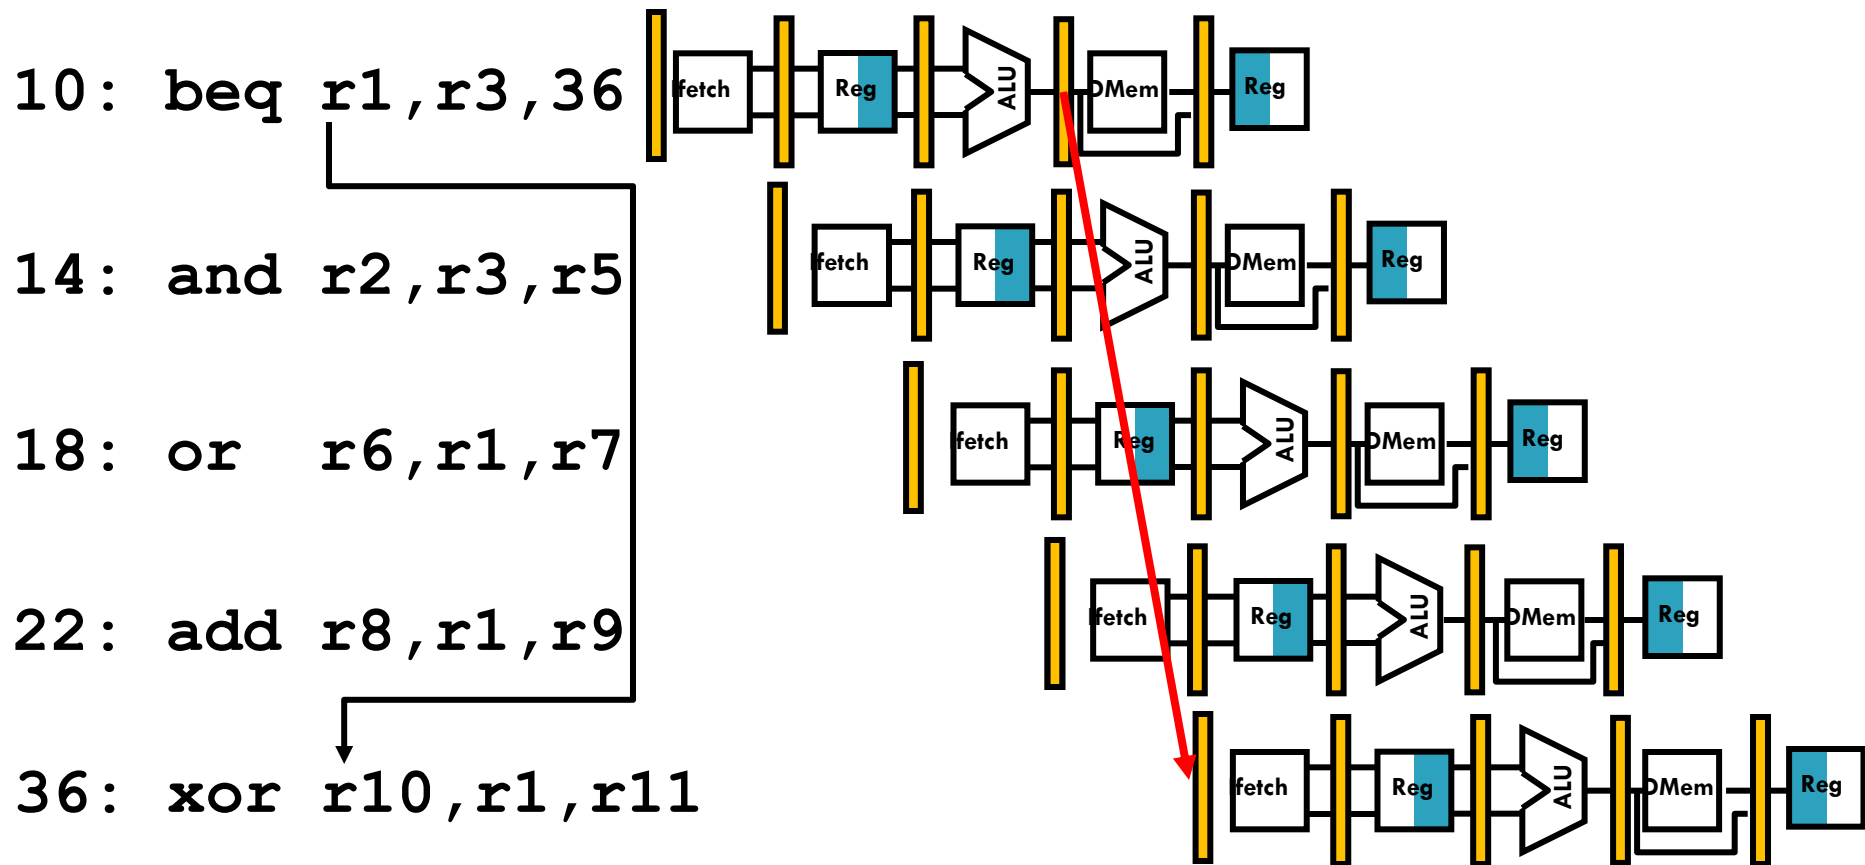 10: beq r1,r3,36 Ifetch Reg ALU DMem Reg
14: and r2,r3,r5 Ifetch Reg ALU DMem Reg
18: or r6,r1,r7 Ifetch Reg ALU DMem Reg
22: add r8,r1,r9 Ifetch Reg ALU DMem Reg
36: xor r10,r1,r11 Ifetch Reg ALU DMem Reg